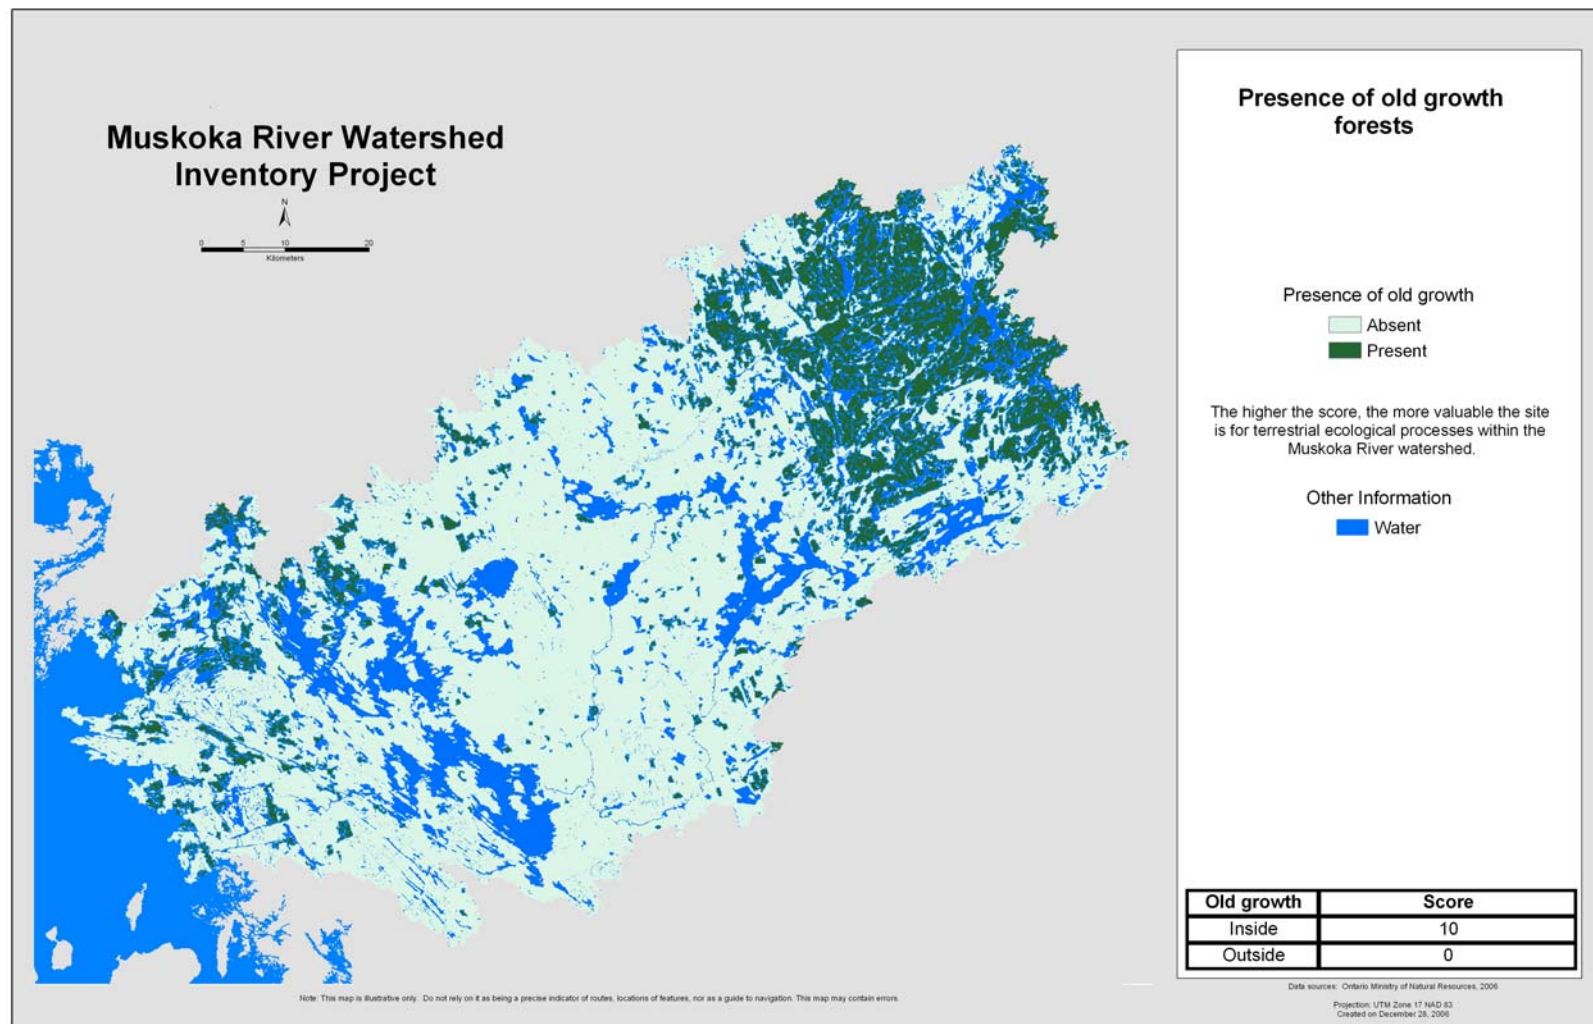 Muskoka River Watershed
Inventory Project
N
0 5 10 20
Kilometers
Presence of old growth
forests
Presence of old growth
Absent
Present
The higher the score, the more valuable the site
is for terrestrial ecological processes within the
Muskoka River watershed.
Other Information
Water
Old growth Score
Inside 10
Outside 0
Note: This map is illustrative only. Do not rely on it as being a precise indicator of routes, locations of features, nor as a guide to navigation. This map may contain errors.
Data sources: Ontario Ministry of Natural Resources, 2006
Projection: UTM Zone 17 NAD 83
Created on December 28, 2006